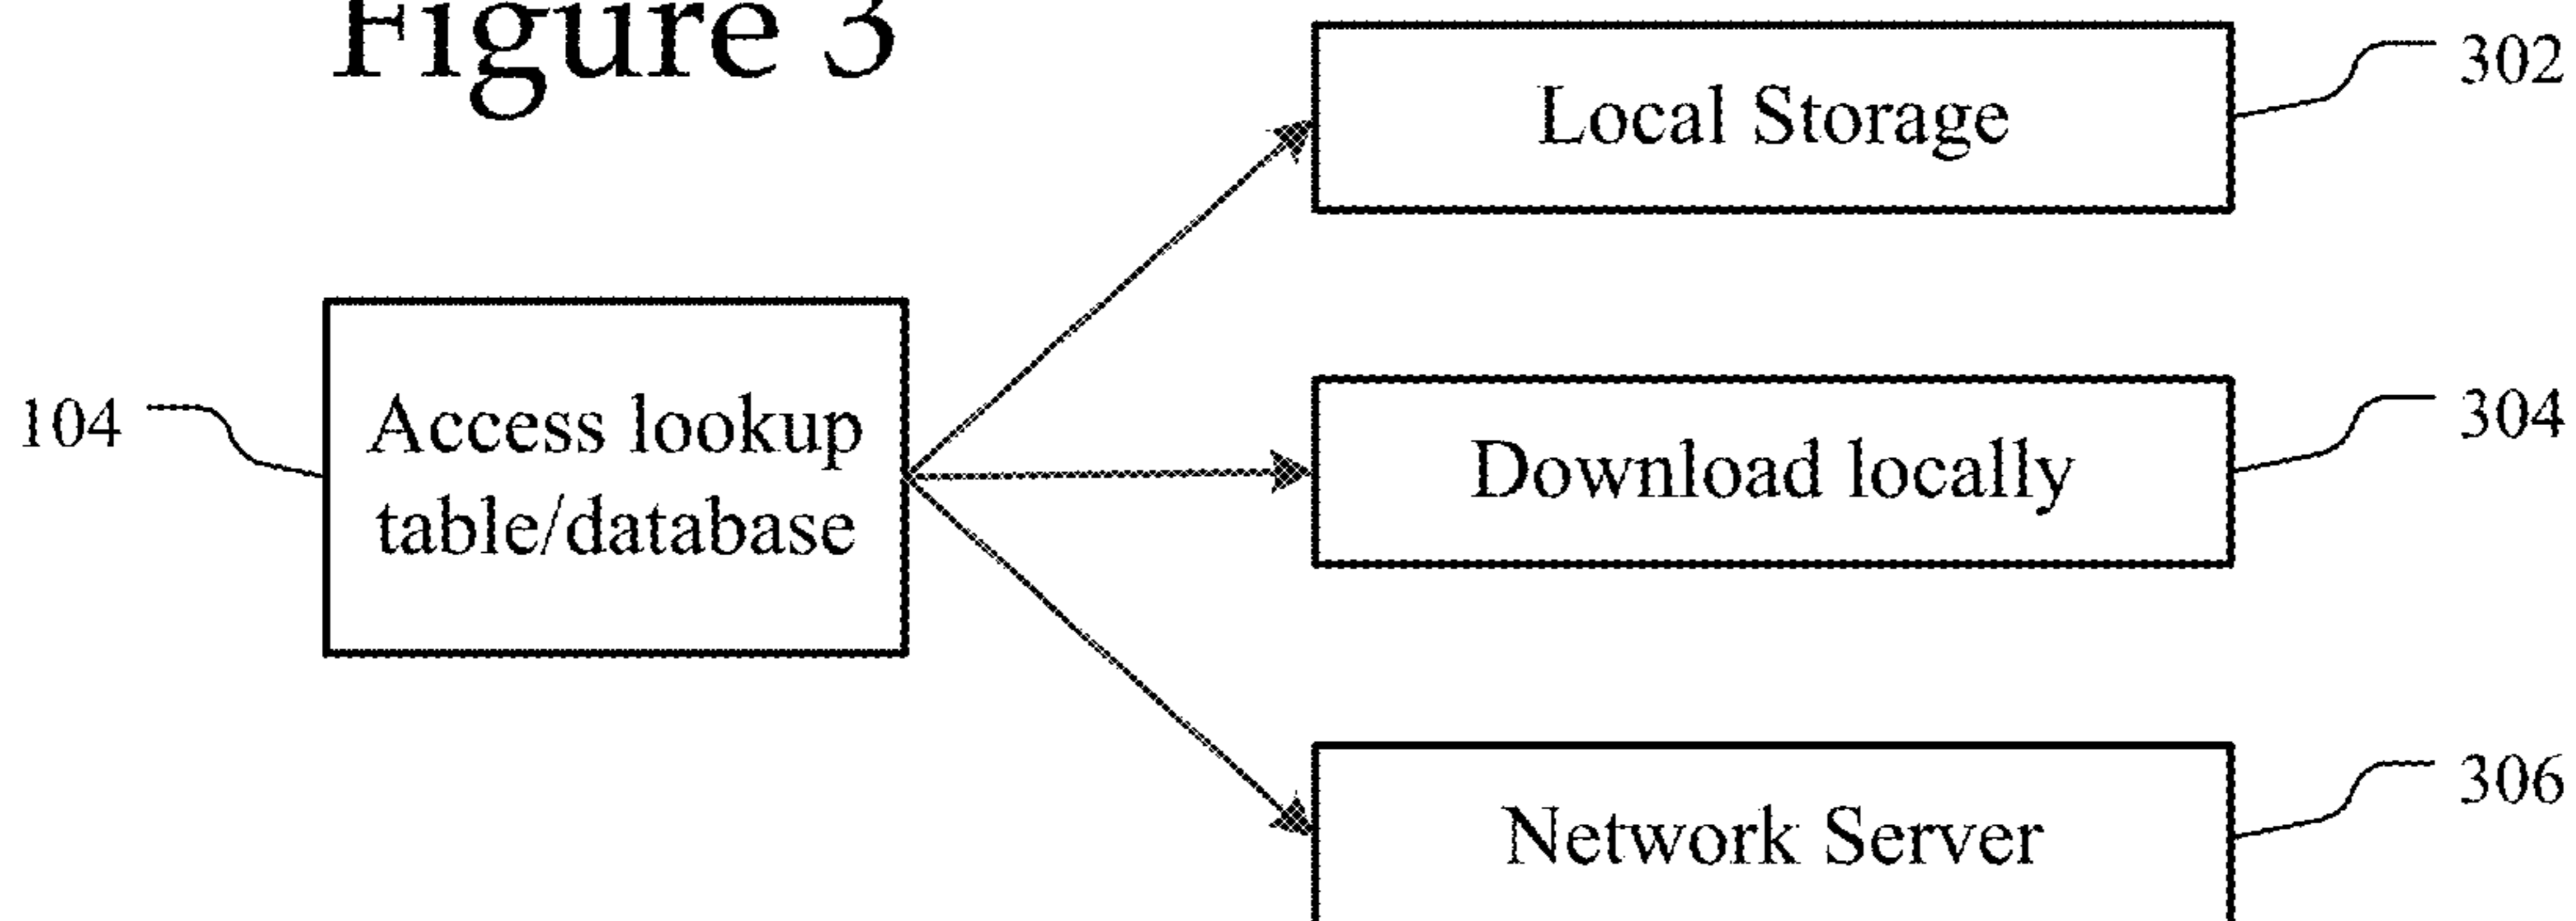 Figure 3
Local Storage
302
104
Access lookup
table/database
Download locally
304
Network Server
306